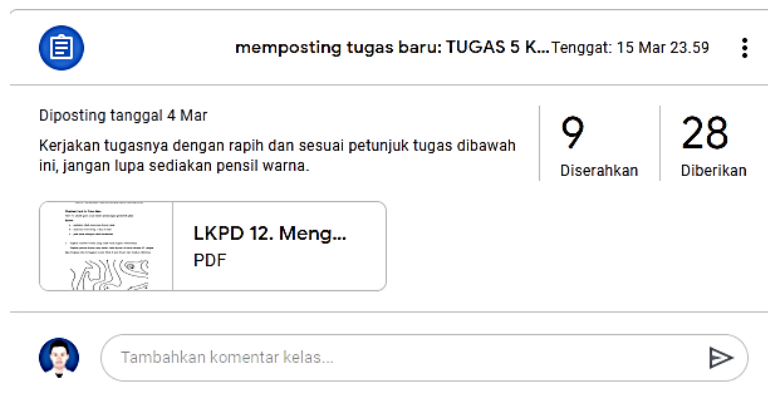 memposting tugas baru: TUGAS 5 K...Tenggat: 15 Mar 23.59
Diposting tanggal 4 Mar
Kerjakan tugasnya dengan rapih dan sesuai petunjuk tugas dibawah
ini, jangan lupa sediakan pensil warna.
9
Diserahkan
28
Diberikan
LKPD 12. Meng...
PDF
Tambahkan komentar kelas...